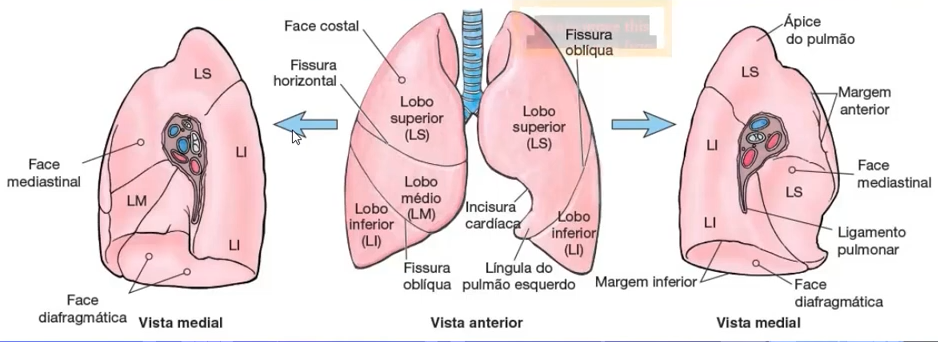 LS
LI
Face
mediastinal
LM
LI
Face
diafragmática
Vista medial
Face costal
Fissura
horizontal
Fissura
oblíqua
Lobo
superior
(LS)
Lobo
superior
(LS)
Lobo
médio
(LM)
Lobo
inferior
(LI)
Incisura
cardíaca
Lobo
inferior
(LI)
Fissura
oblíqua
Língula do
pulmão esquerdo
Vista anterior
Ápice
do pulmão
LS
Margem
anterior
LI
Face
mediastinal
LS
LI
Ligamento
pulmonar
Margem inferior
Face
diafragmática
Vista medial